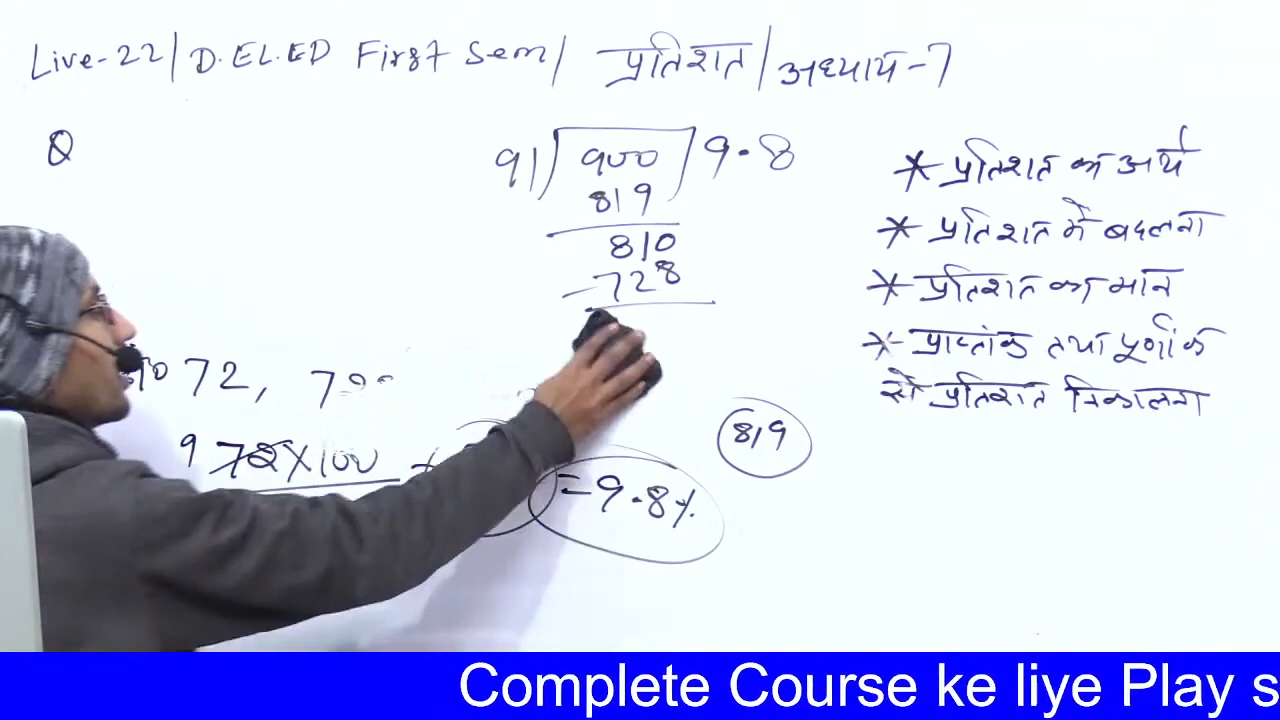 Live-22/ D.EL.ED First Sem/ प्रतिशत/ अध्याय-7
Q
91) 900 ( 9.8
819
810
-728
72,
9 72 X 100
= 9.8%
819
* प्रतिशत का अर्थ
* प्रतिशत में बदलना
* प्रतिशत का मान
* प्राप्तांक तथा पूर्णांक
से प्रतिशत निकालना
Complete Course ke liye Play s